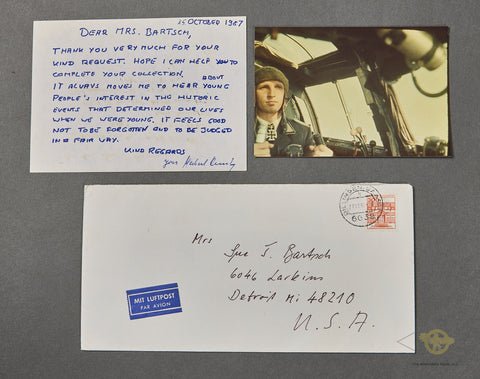 15 OCTOBER 1987
DEAR MRS. BARTSCH,
THANK YOU VERY MUCH FOR YOUR
KIND REQUEST. HOPE I CAN HELP YOU TO
COMPLETE YOUR COLLECTION.
IT ALWAYS MOVES ME TO HEAR ABOUT YOUNG
PEOPLE'S INTEREST IN THE HISTORIC
EVENTS THAT DETERMINED OUR LIVES
WHEN WE WERE YOUNG. IT FEELS GOOD
NOT TO BE FORGOTTEN AND TO BE JUDGED
IN A FAIR WAY.
KIND REGARDS
your
Mrs
Sue J. Bartsch
6046 Larkins
Detroit Mi 48210
U.S.A.
MIT LUFTPOST
PAR AVION